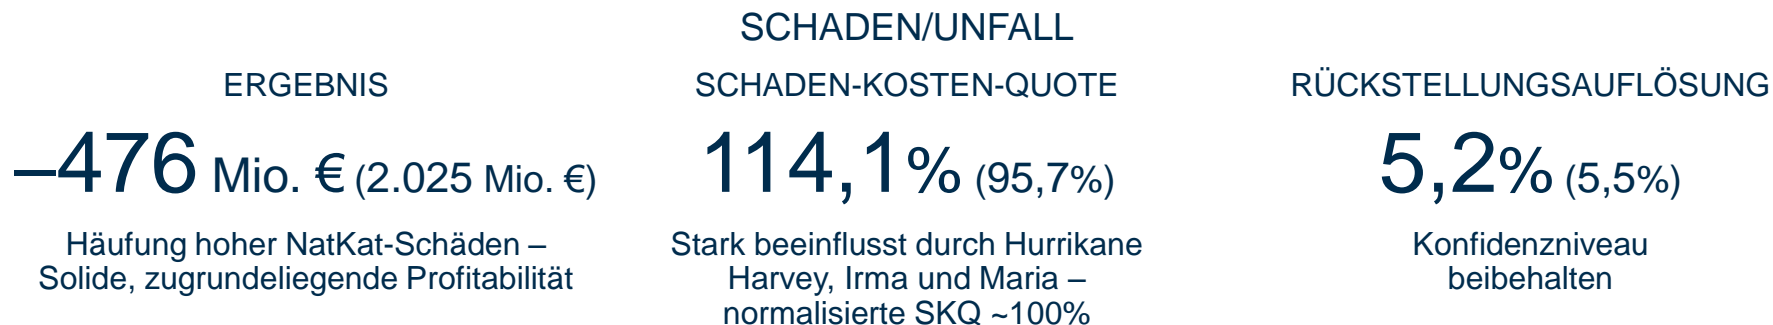 SCHADEN/UNFALL
ERGEBNIS
–476 Mio. € (2.025 Mio. €)
Häufung hoher NatKat-Schäden –
Solide, zugrundeliegende Profitabilität
SCHADEN-KOSTEN-QUOTE
114,1% (95,7%)
Stark beeinflusst durch Hurrikane
Harvey, Irma und Maria –
normalisierte SKQ ~100%
RÜCKSTELLUNGSAUFLÖSUNG
5,2% (5,5%)
Konfidenzniveau
beibehalten